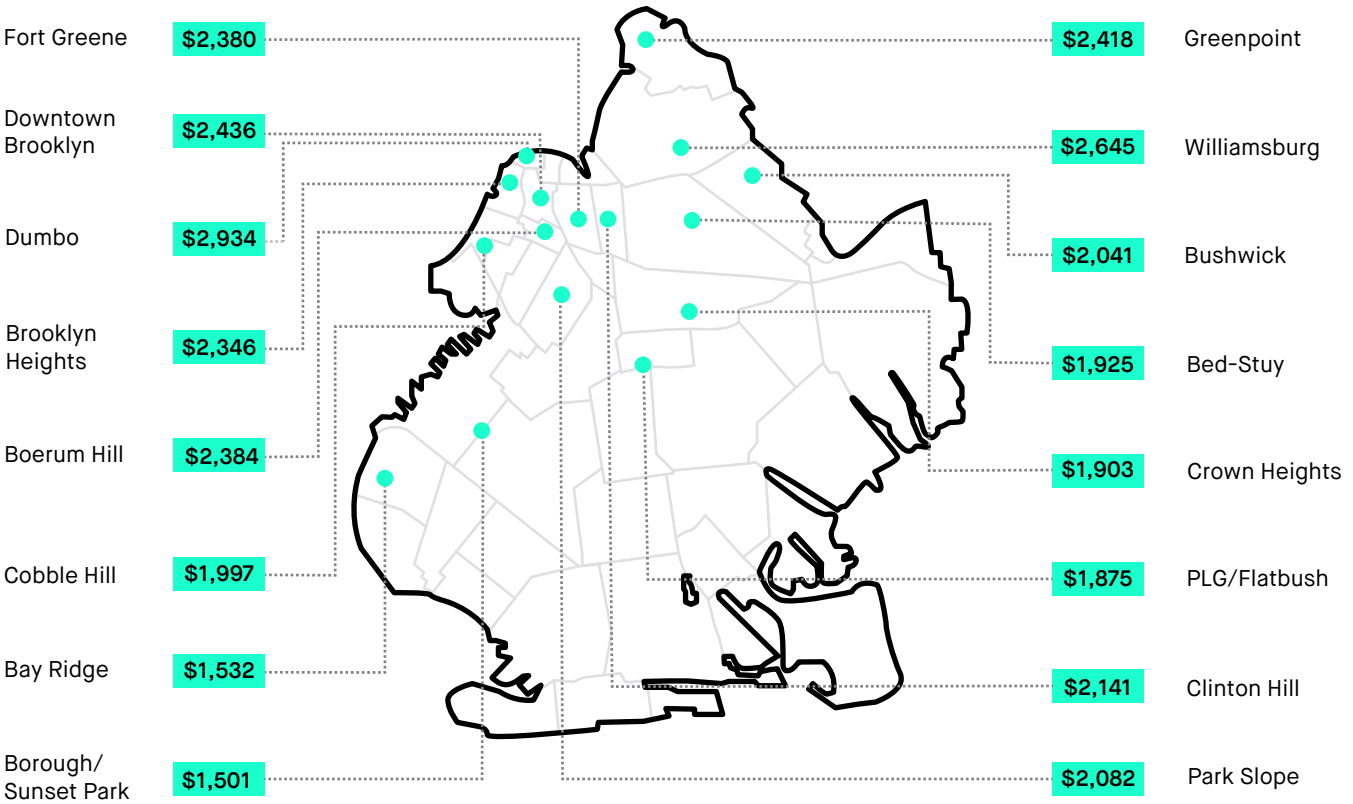 Fort Greene $2,380
Downtown
Brooklyn
$2,436
Dumbo $2,934
Brooklyn
Heights
$2,346
Boerum Hill $2,384
Cobble Hill $1,997
Bay Ridge $1,532
Borough/
Sunset Park
$1,501
$2,418 Greenpoint
$2,645 Williamsburg
$2,041 Bushwick
$1,925 Bed-Stuy
$1,903 Crown Heights
$1,875 PLG/Flatbush
$2,141 Clinton Hill
$2,082 Park Slope